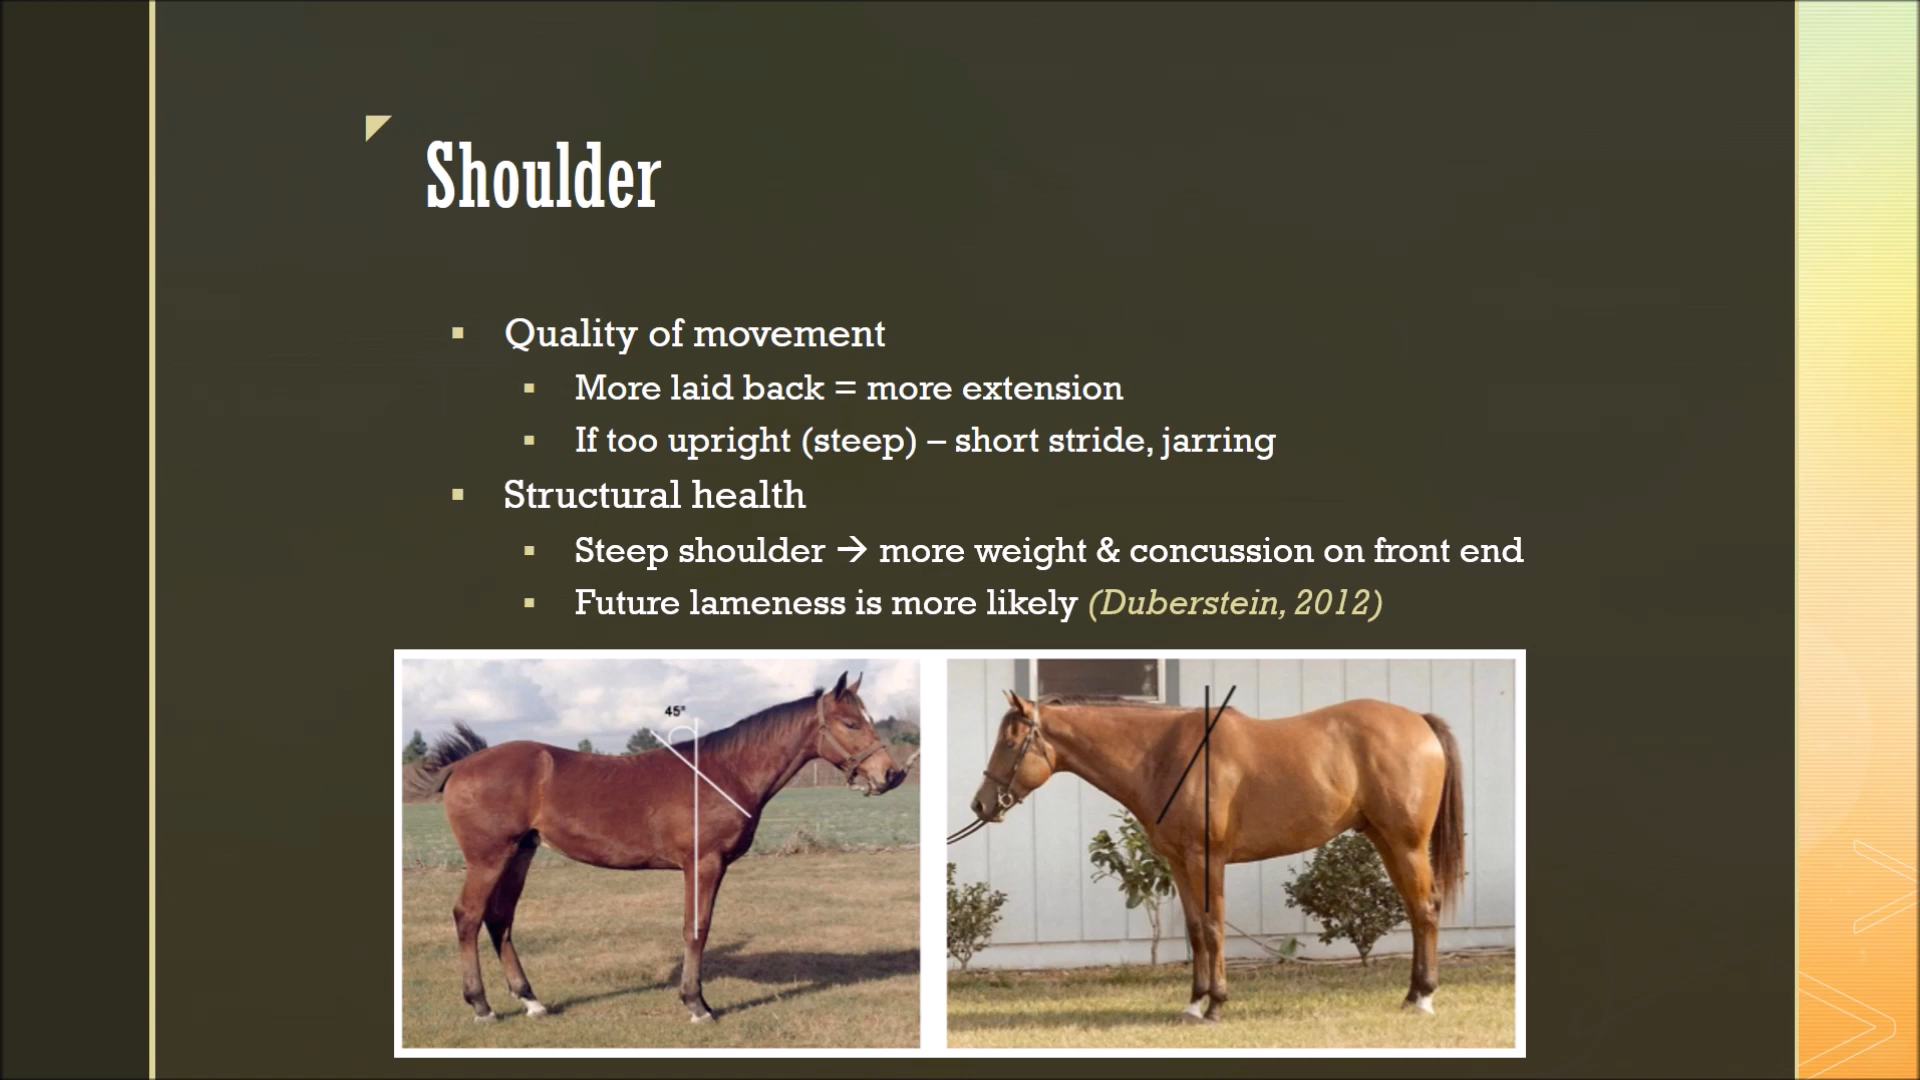 Shoulder
Quality of movement
More laid back = more extension
If too upright (steep) – short stride, jarring
Structural health
Steep shoulder → more weight & concussion on front end
Future lameness is more likely (Duberstein, 2012)
45°